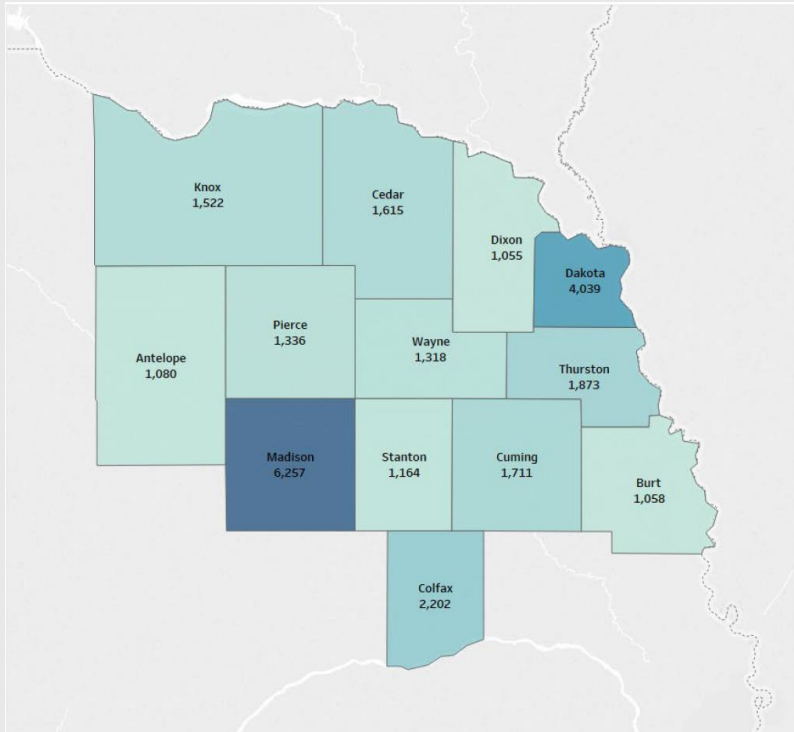 Knox
1,522
Cedar
1,615
Dixon
1,055
Dakota
4,039
Pierce
1,336
Wayne
1,318
Antelope
1,080
Thurston
1,873
Madison
6,257
Stanton
1,164
Cuming
1,711
Burt
1,058
Colfax
2,202